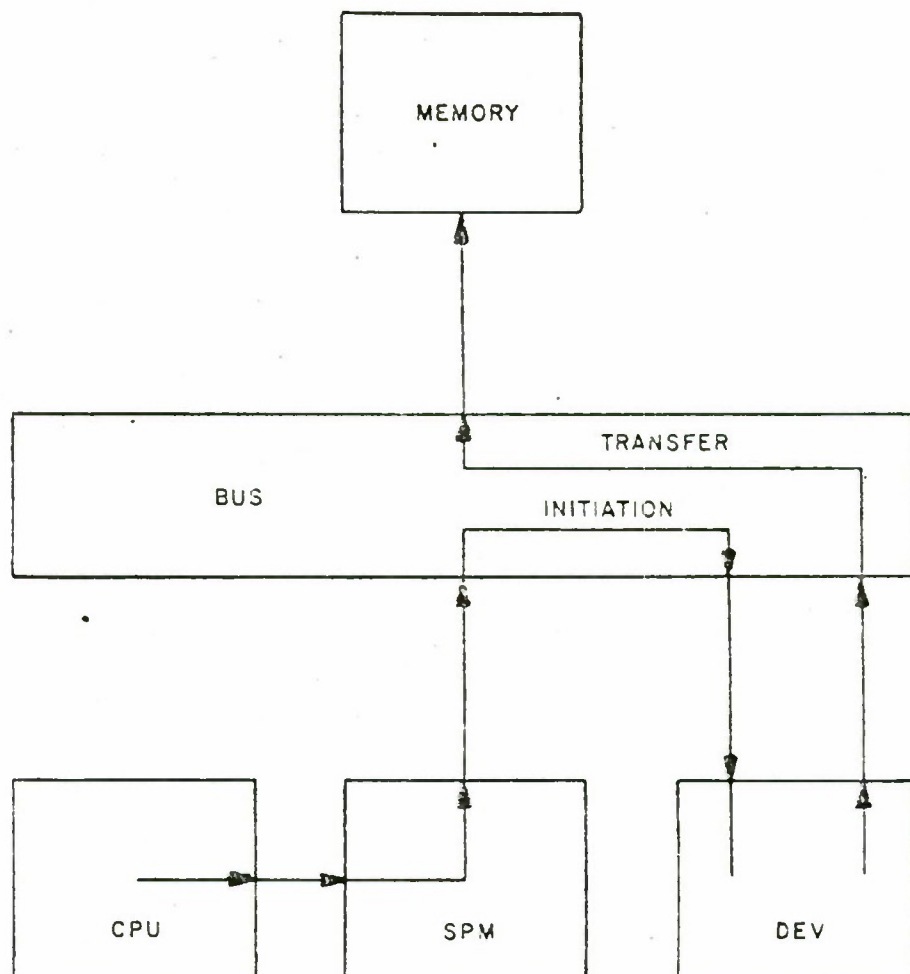 MEMORY
TRANSFER
BUS
INITIATION
CPU
SPM
DEV